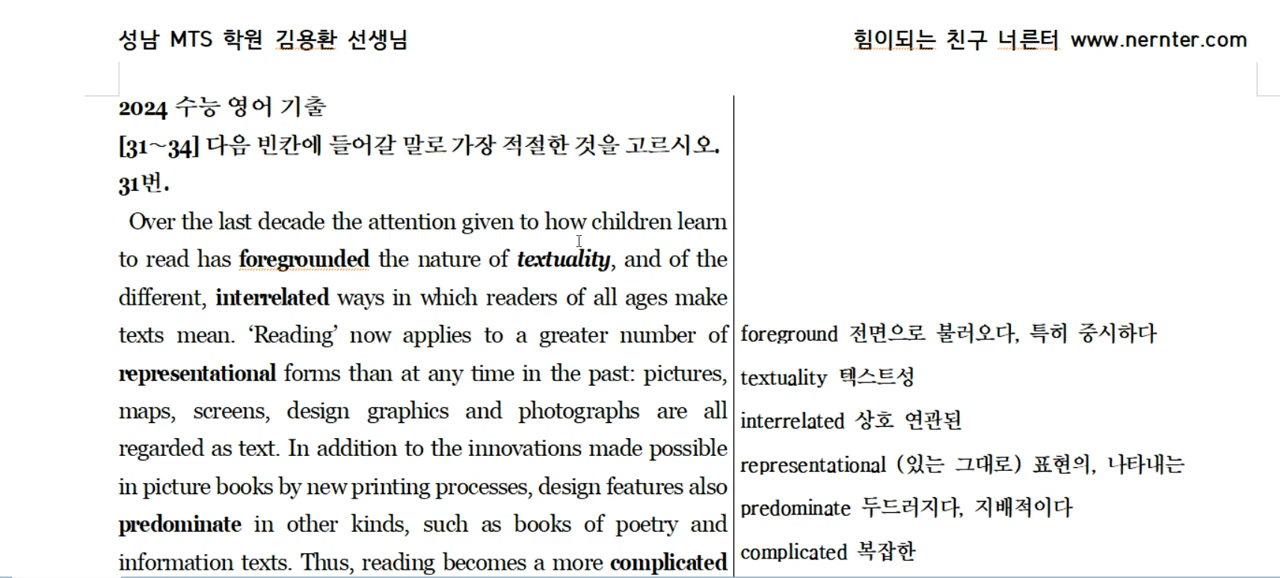 성남 MTS 학원 김용환 선생님
힘이되는 친구 너른터 www.nernter.com
2024 수능 영어 기출
[31~34] 다음 빈칸에 들어갈 말로 가장 적절한 것을 고르시오.
31번.
Over the last decade the attention given to how children learn
to read has foregrounded the nature of textuality, and of the
different, interrelated ways in which readers of all ages make
texts mean. ‘Reading’ now applies to a greater number of
representational forms than at any time in the past: pictures,
maps, screens, design graphics and photographs are all
regarded as text. In addition to the innovations made possible
in picture books by new printing processes, design features also
predominate in other kinds, such as books of poetry and
information texts. Thus, reading becomes a more complicated
foreground 전면으로 불러오다, 특히 중시하다
textuality 텍스트성
interrelated 상호 연관된
representational (있는 그대로) 표현의, 나타내는
predominate 두드러지다, 지배적이다
complicated 복잡한